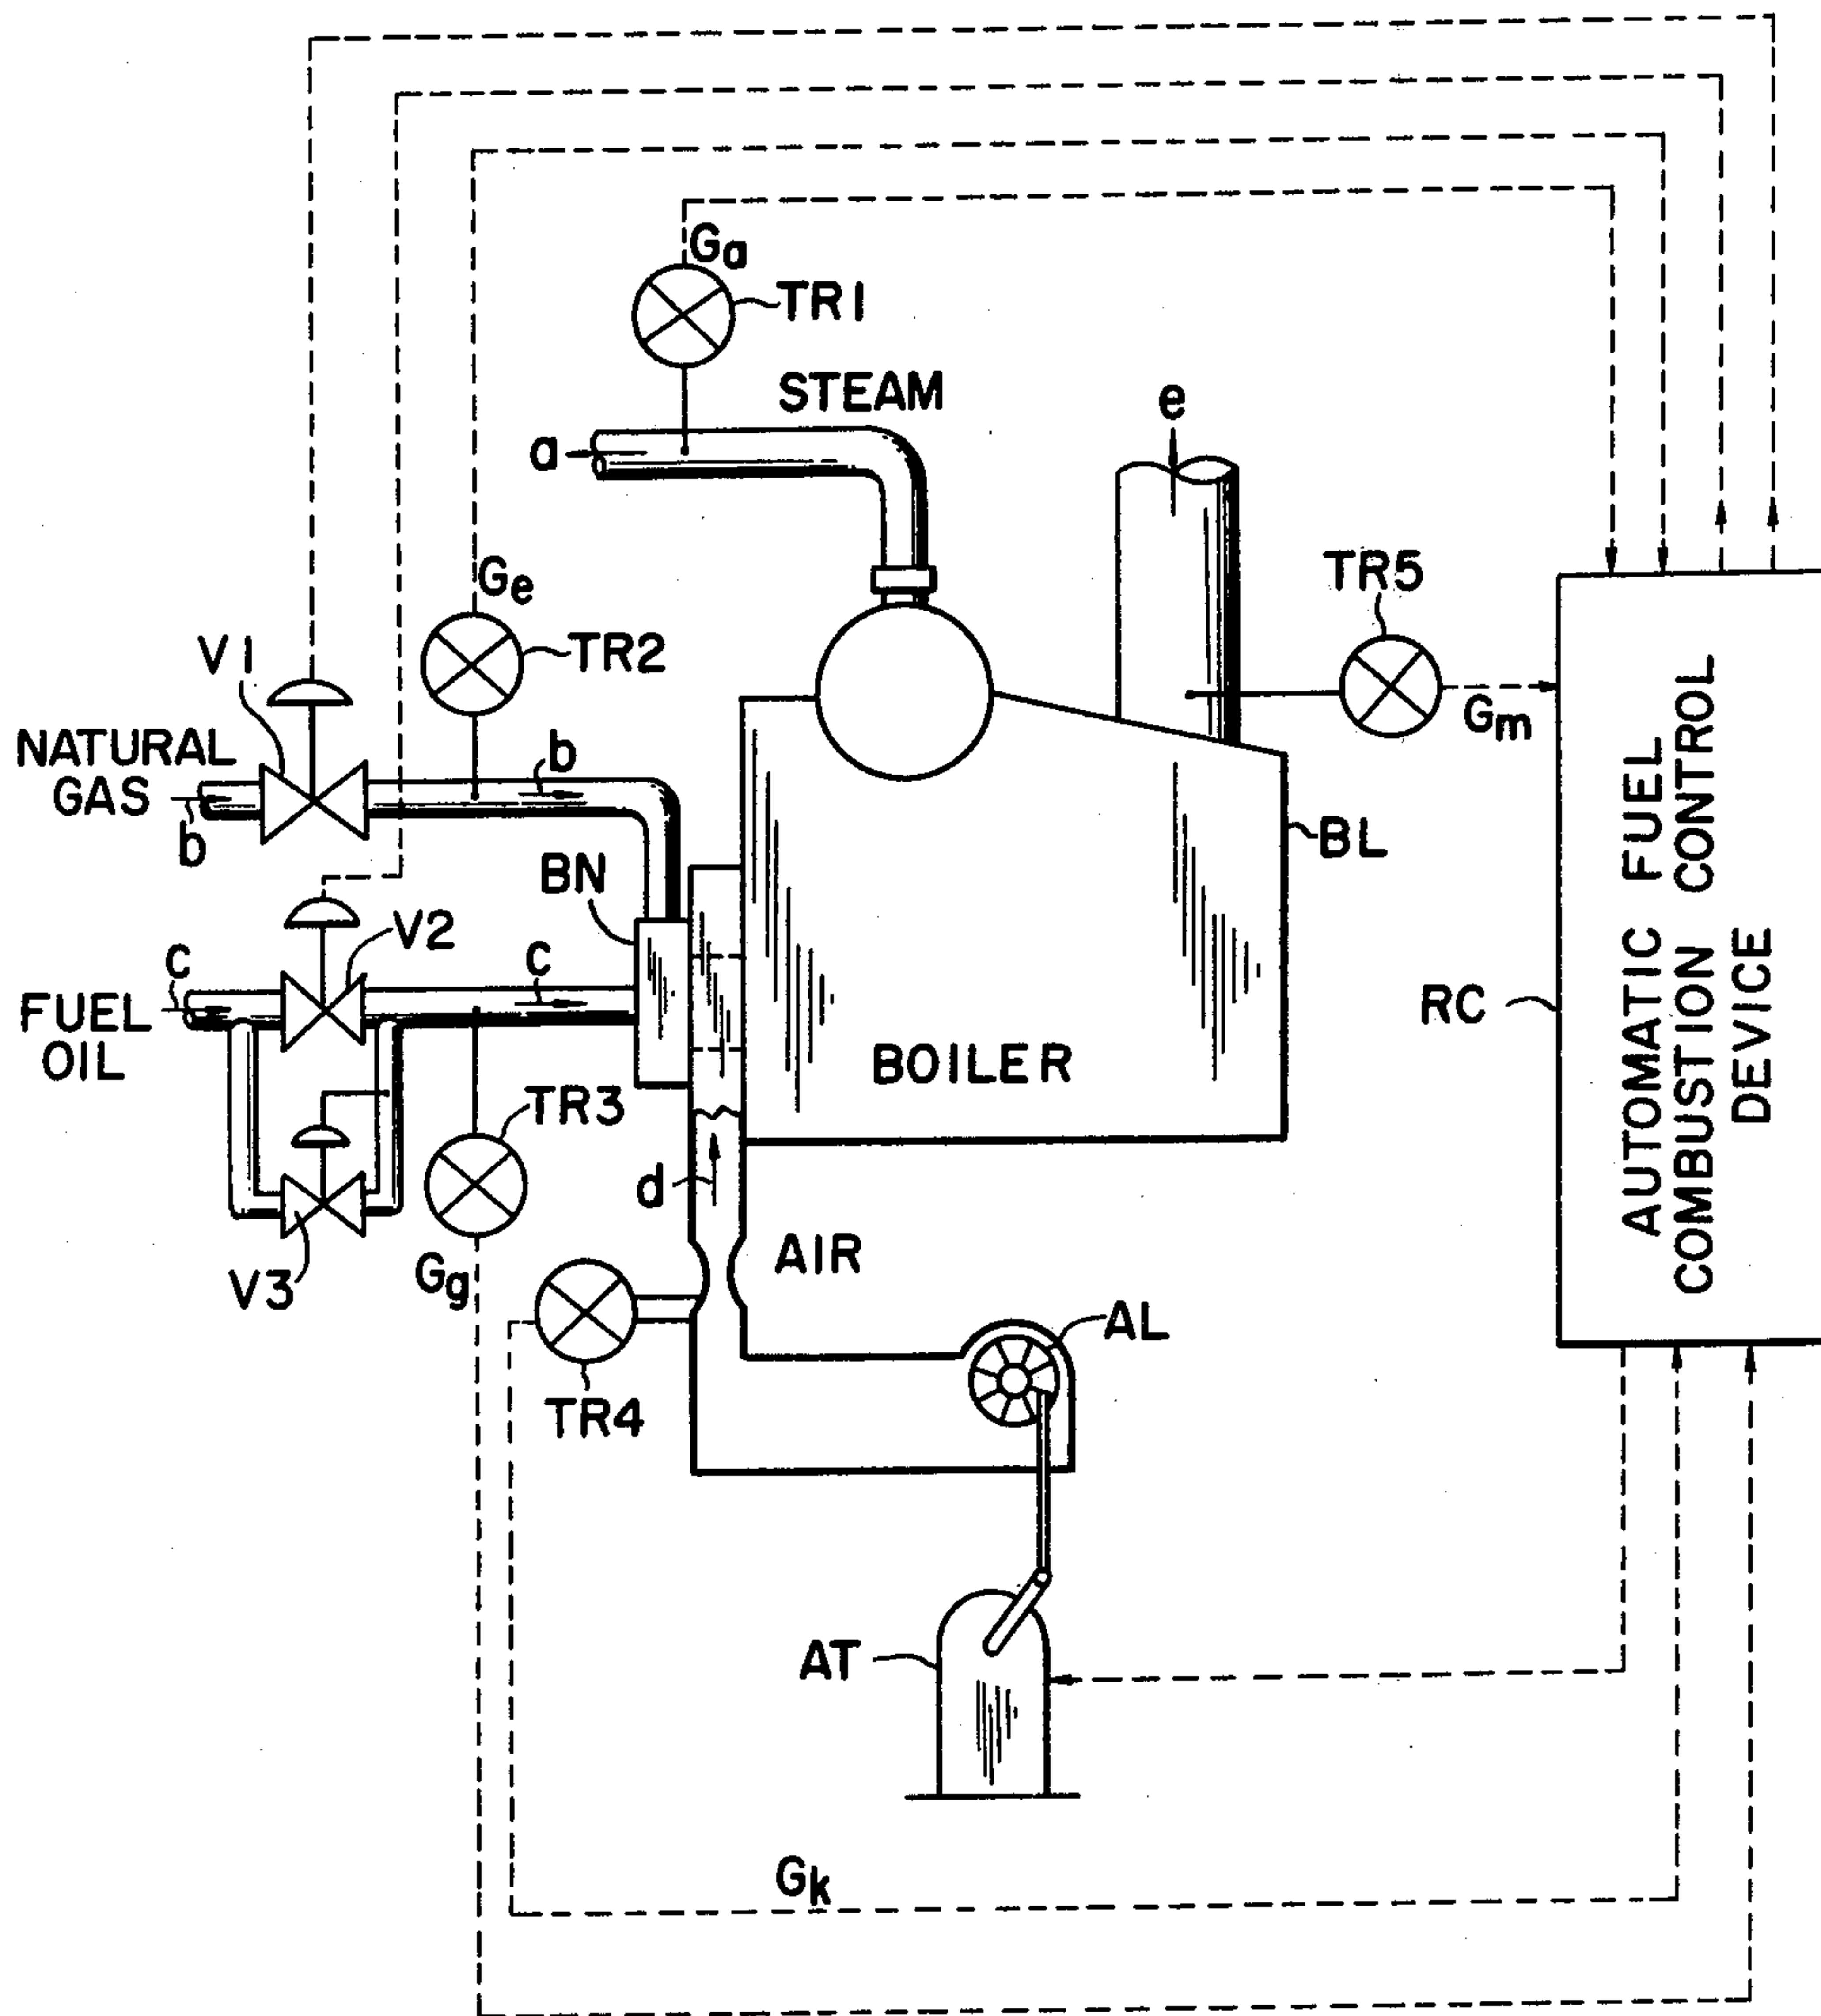 Ga
TR1
STEAM
a
e
Ge
TR5
V1
TR2
Gm
NATURAL
GAS
b
b
BN
BL
V2
c
c
FUEL
OIL
RC
BOILER
TR3
AUTOMATIC FUEL
COMBUSTION CONTROL
DEVICE
d
V3
Gg
AIR
AL
TR4
AT
Gk